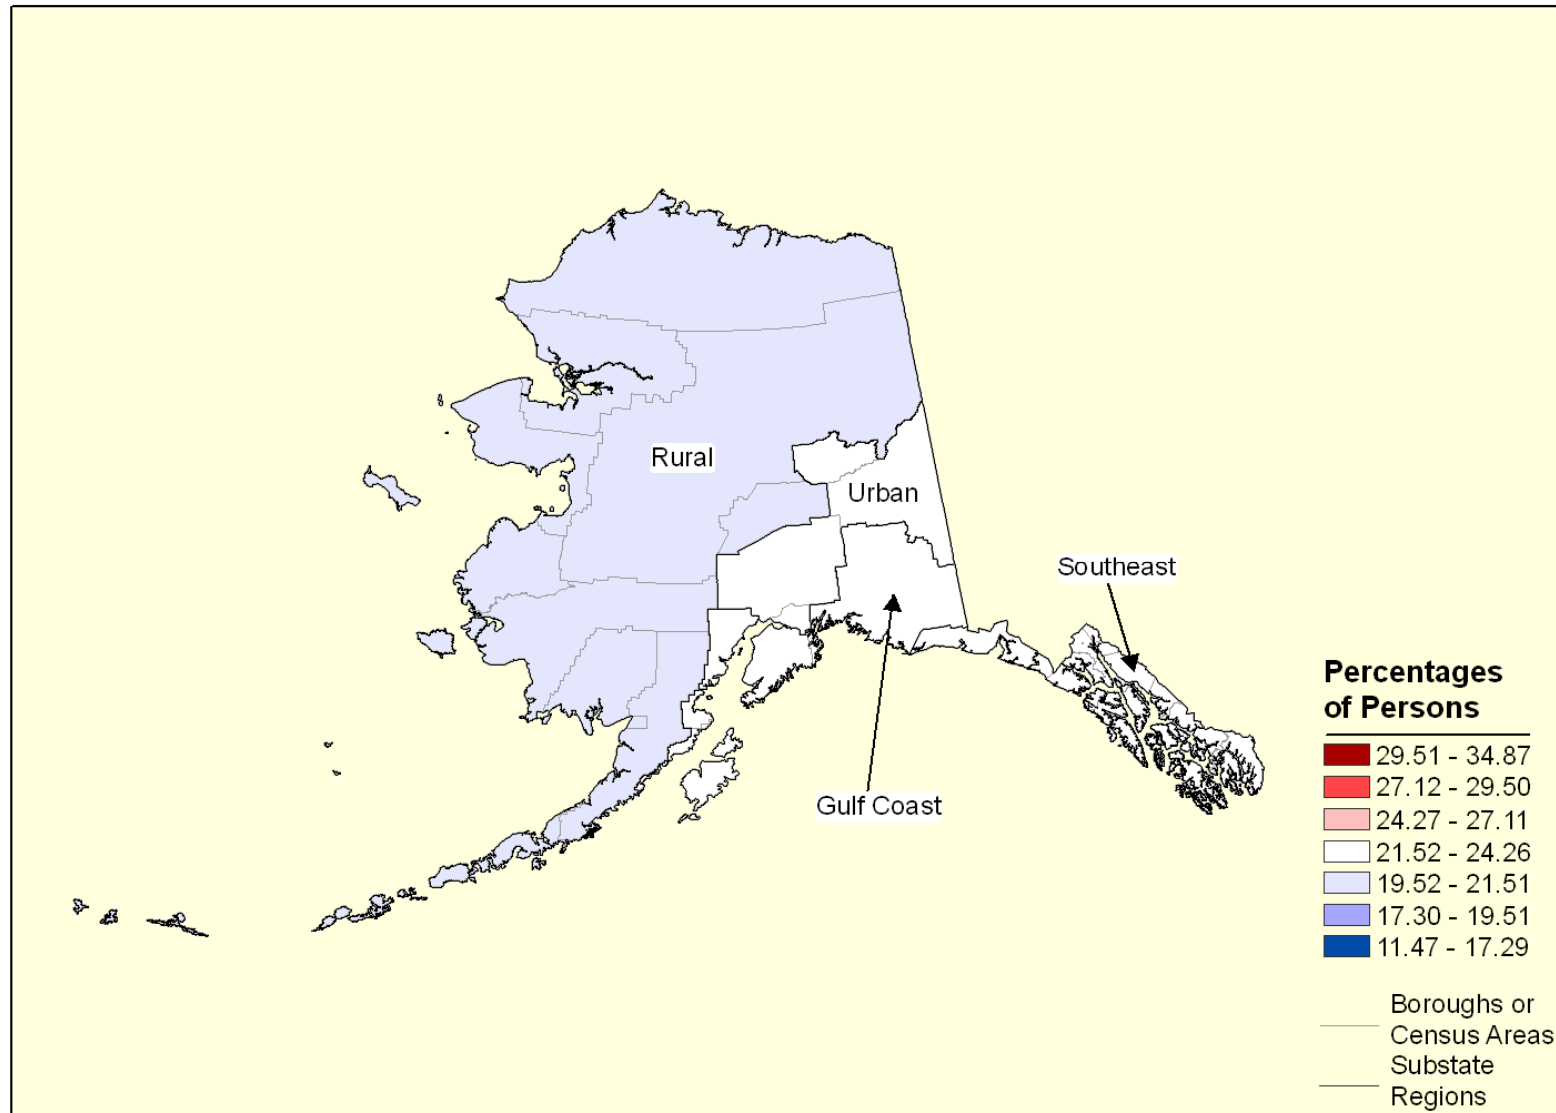 Rural
Urban
Southeast
Gulf Coast
Percentages
of Persons
29.51 - 34.87
27.12 - 29.50
24.27 - 27.11
21.52 - 24.26
19.52 - 21.51
17.30 - 19.51
11.47 - 17.29
Boroughs or
Census Areas
Substate
Regions